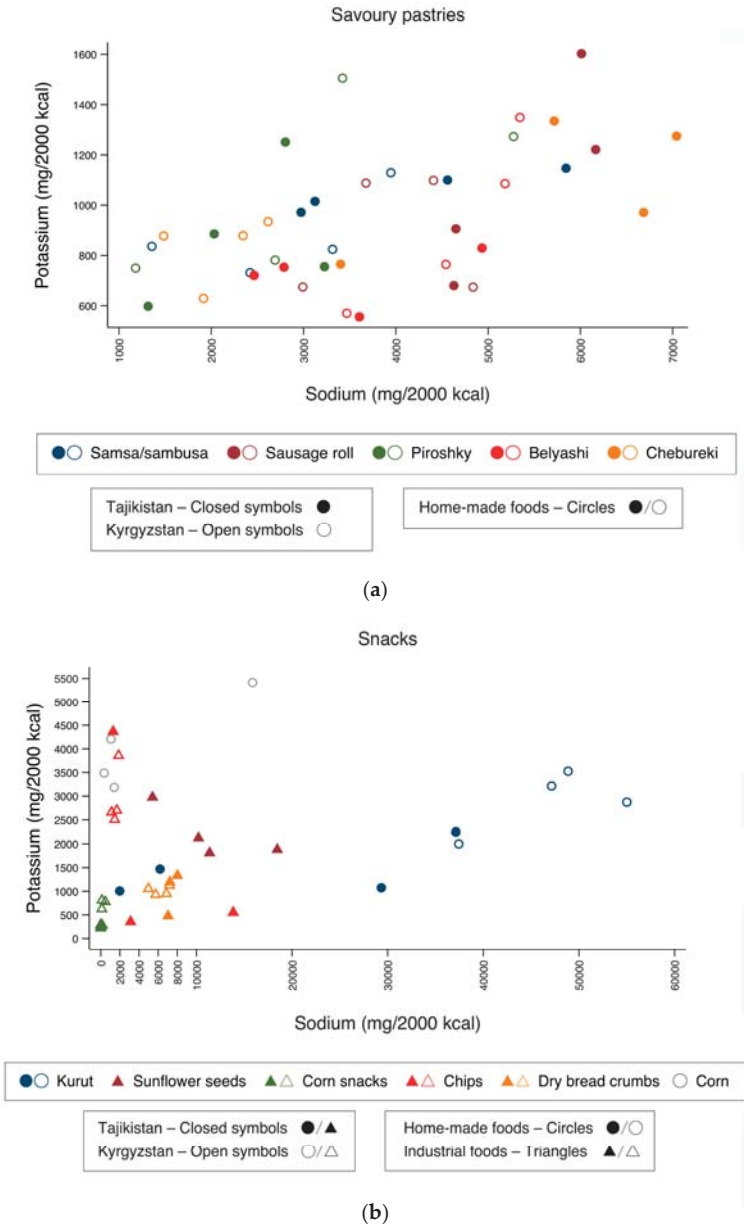 Savoury pastries
1600
1400
1200
1000
800
600
Potassium (mg/2000 kcal)
1000 2000 3000 4000 5000 6000 7000
Sodium (mg/2000 kcal)
Samsa/sambusa Sausage roll Piroshky Belyashi Chebureki
Tajikistan – Closed symbols
Kyrgyzstan – Open symbols
Home-made foods – Circles /
(a)
Snacks
5500
5000
4500
4000
3500
3000
2500
2000
1500
1000
500
0
Potassium (mg/2000 kcal)
0 2000 4000 6000 8000 10000 20000 30000 40000 50000 60000
Sodium (mg/2000 kcal)
Kurut Sunflower seeds Corn snacks Chips Dry bread crumbs Corn
Tajikistan – Closed symbols /
Kyrgyzstan – Open symbols /
Home-made foods – Circles /
Industrial foods – Triangles /
(b)